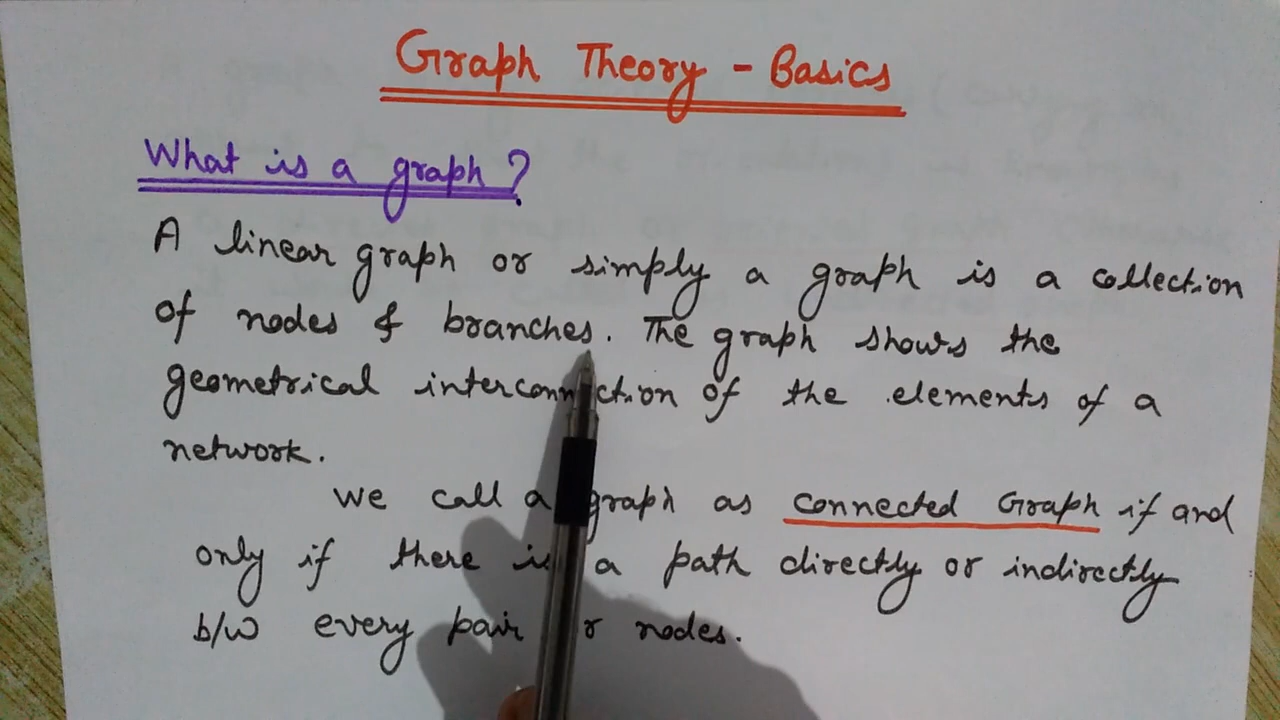 Graph Theory - Basics
What is a graph?
A linear graph or simply a graph is a collection
of nodes & branches. The graph shows the
geometrical interconnection of the elements of a
network.
We call a graph as connected Graph if and
only if there is a path directly or indirectly
b/w every pair or nodes.